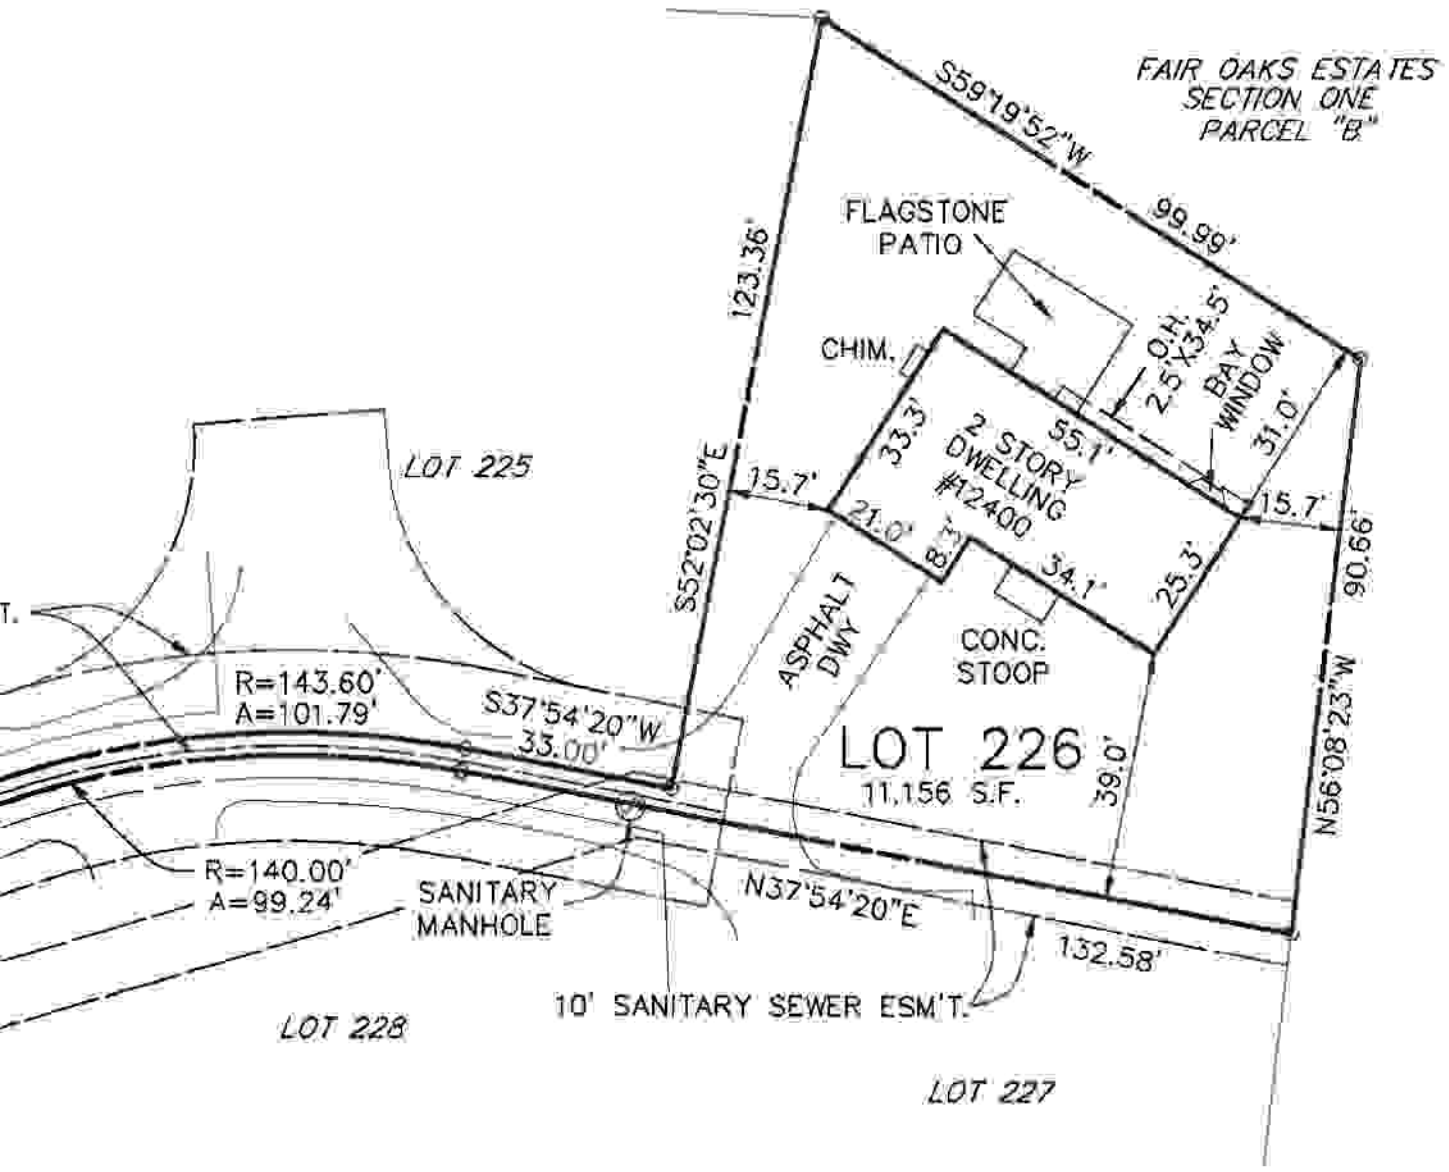 FAIR OAKS ESTATES
SECTION ONE
PARCEL "B"
S59°19'52"W
99.99'
FLAGSTONE
PATIO
123.36'
S52°02'30"E
CHIM.
O.H.
2.5'X34.5'
BAY
WINDOW
31.0'
33.3'
55.1'
2 STORY
DWELLING
#12400
15.7'
21.0'
8.3'
34.1'
25.3'
15.7'
90.66'
N56°08'23"W
LOT 225
ASPHALT
DWY
CONC.
STOOP
T.
R=143.60'
A=101.79'
S37°54'20"W
33.00'
LOT 226
11,156 S.F.
39.0'
R=140.00'
A=99.24'
SANITARY
MANHOLE
N37°54'20"E
132.58'
10' SANITARY SEWER ESM'T.
LOT 228
LOT 227